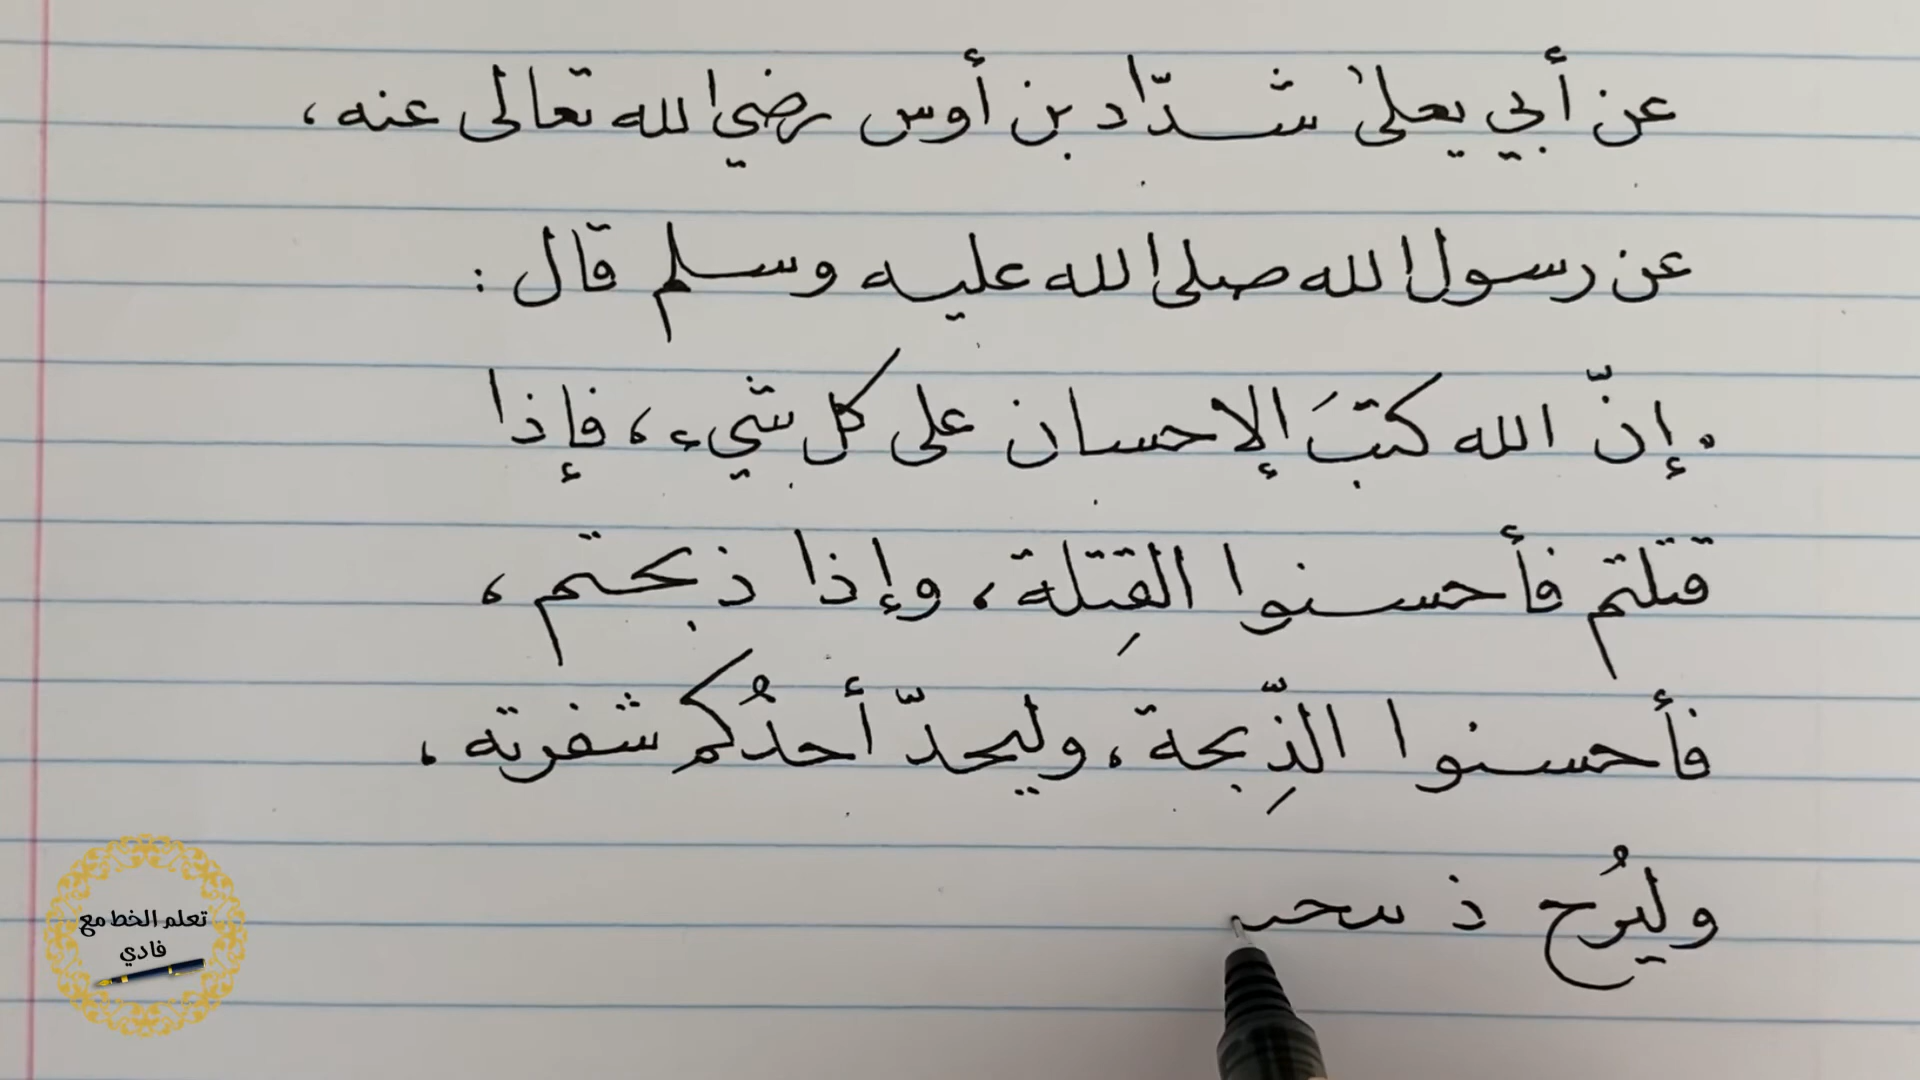 عن أبي يعلىٰ شدّاد بن أوس رضي الله تعالى عنه،
عن رسول الله صلى الله عليه وسلم قال :
.إنّ الله كتبَ الإحسان على كل شيء، فإذا
قتلتم فأحسنوا القِتلة، وإذا ذبحتم،
فأحسنوا الذِّبحة، وليحدّ أحدُكم شفرته،
وليُرح
تعلم الخط مع
فادي